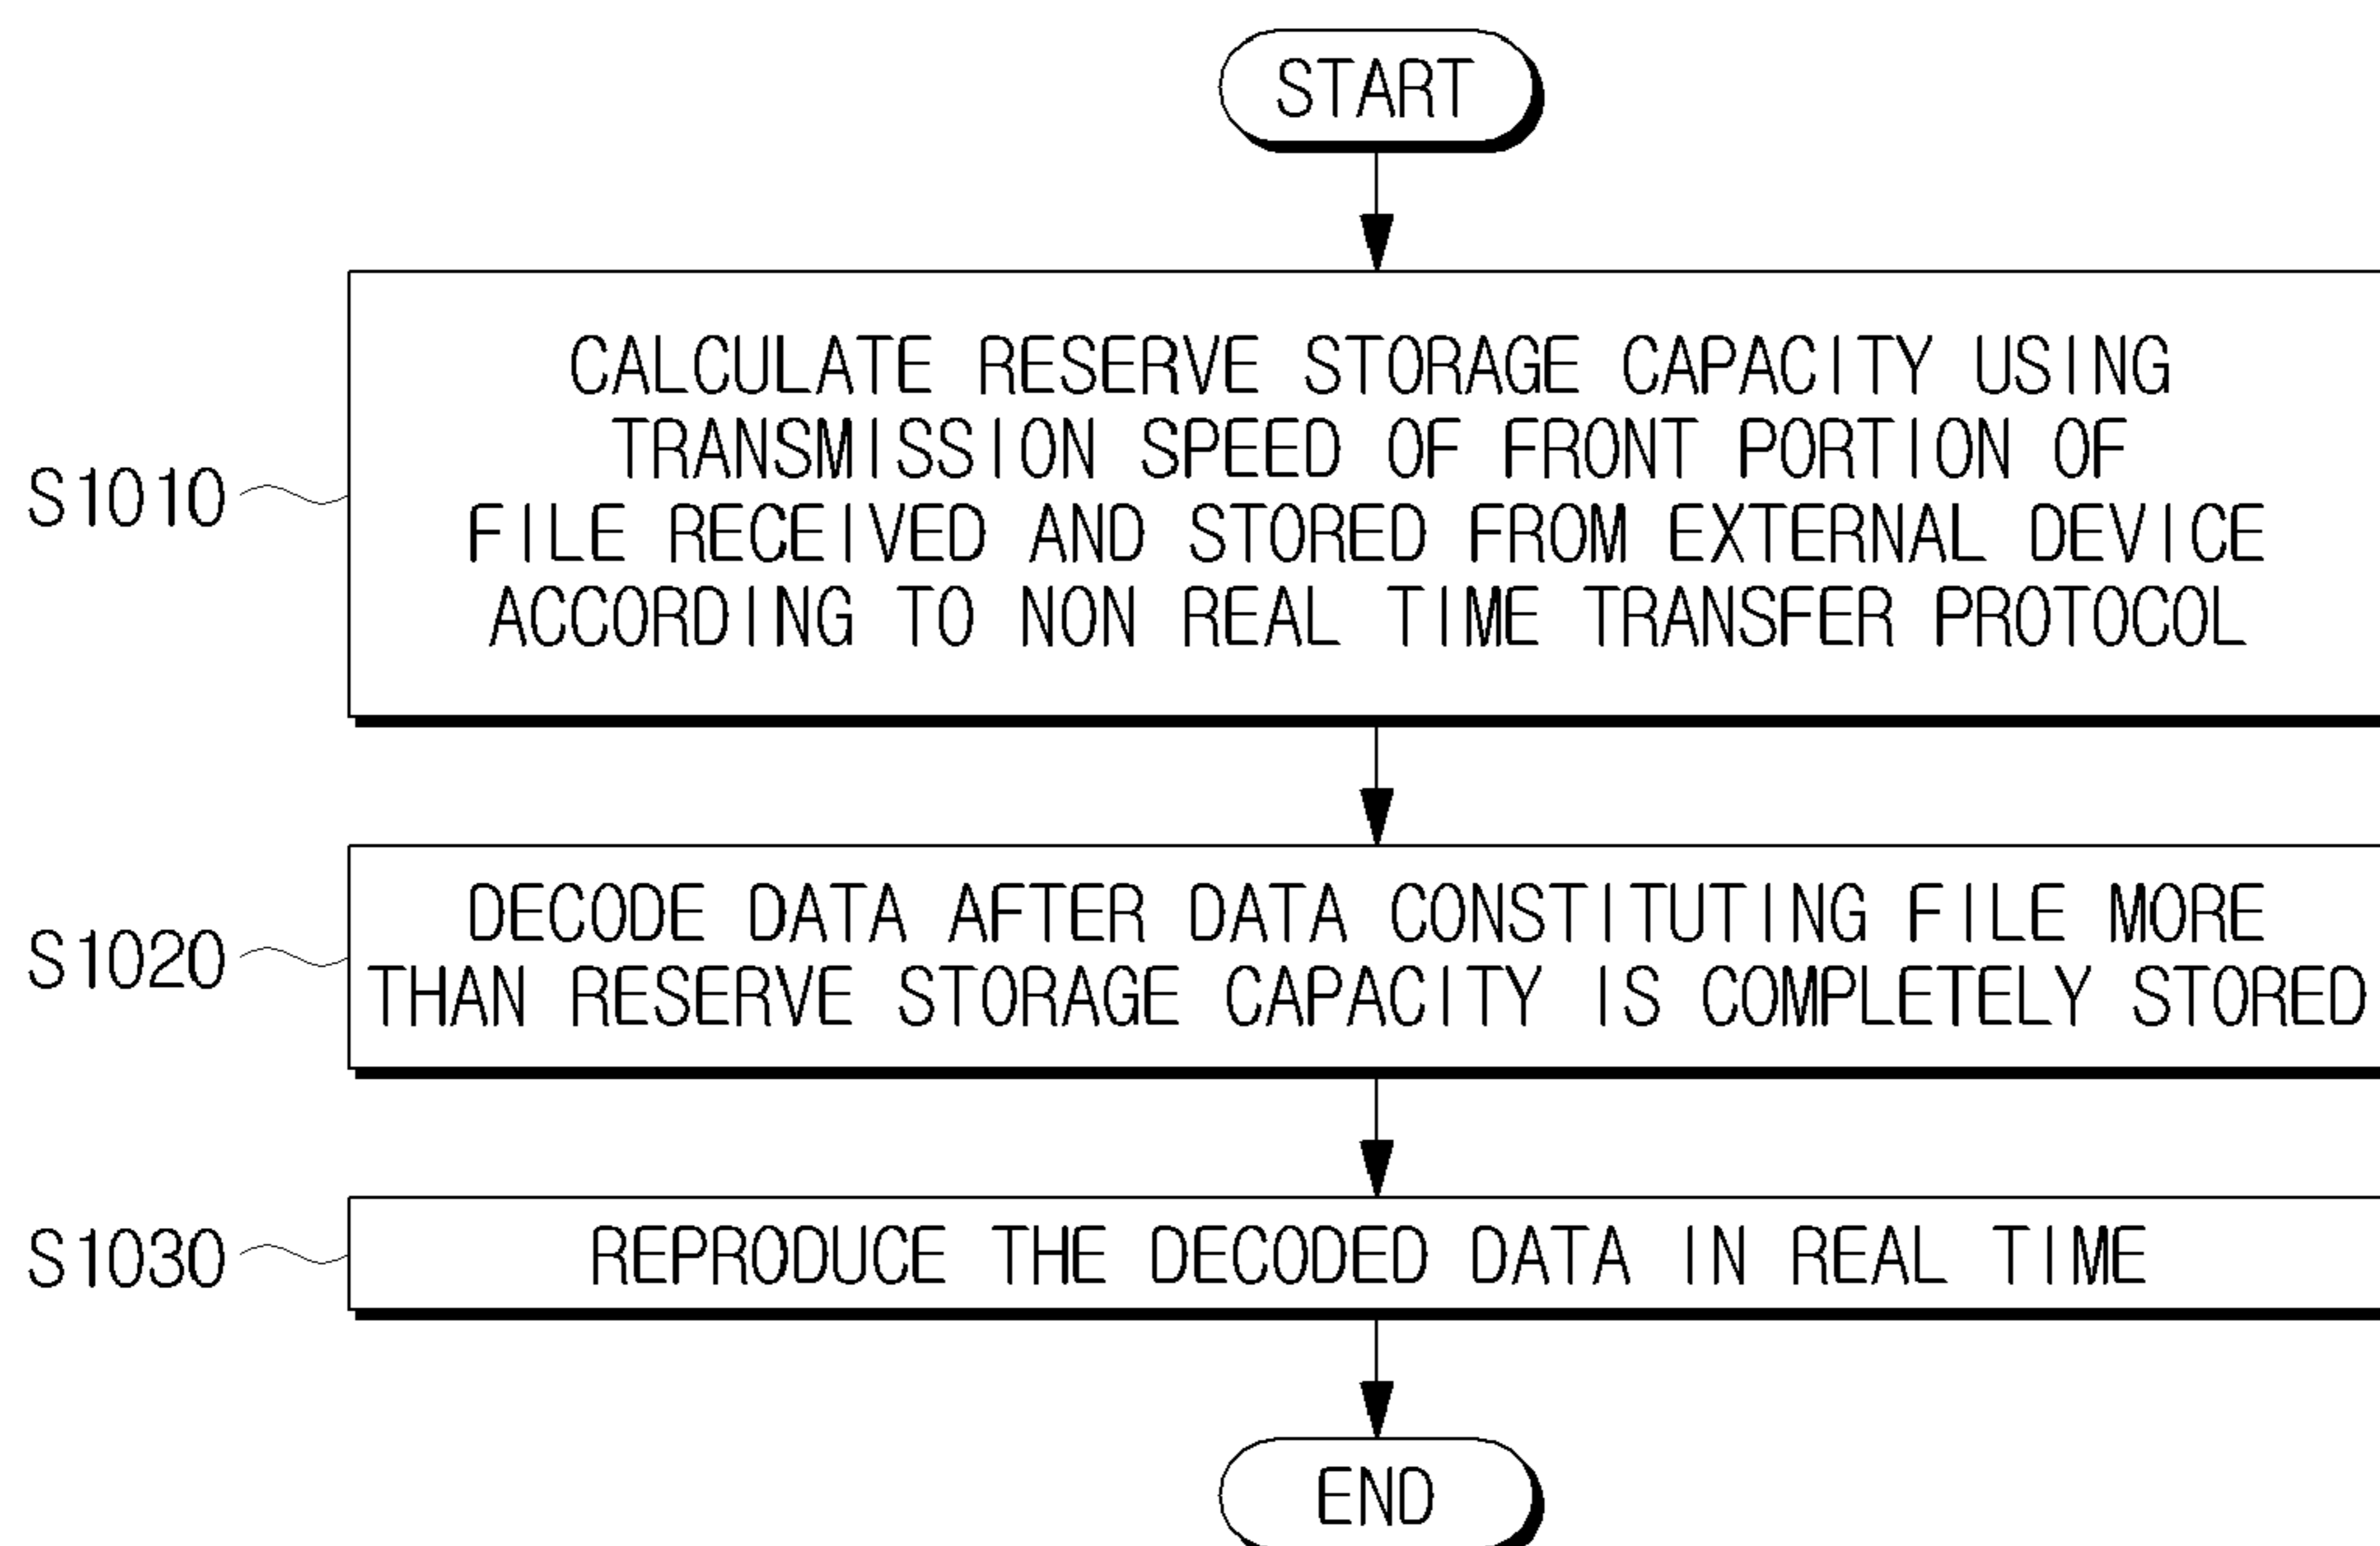 START
CALCULATE RESERVE STORAGE CAPACITY USING
TRANSMISSION SPEED OF FRONT PORTION OF
S1010
FILE RECEIVED AND STORED FROM EXTERNAL DEVICE
ACCORDING TO NON REAL TIME TRANSFER PROTOCOL
DECODE DATA AFTER DATA CONSTITUTING FILE MORE
S1020
THAN RESERVE STORAGE CAPACITY IS COMPLETELY STORED
S1030
REPRODUCE THE DECODED DATA IN REAL TIME
END